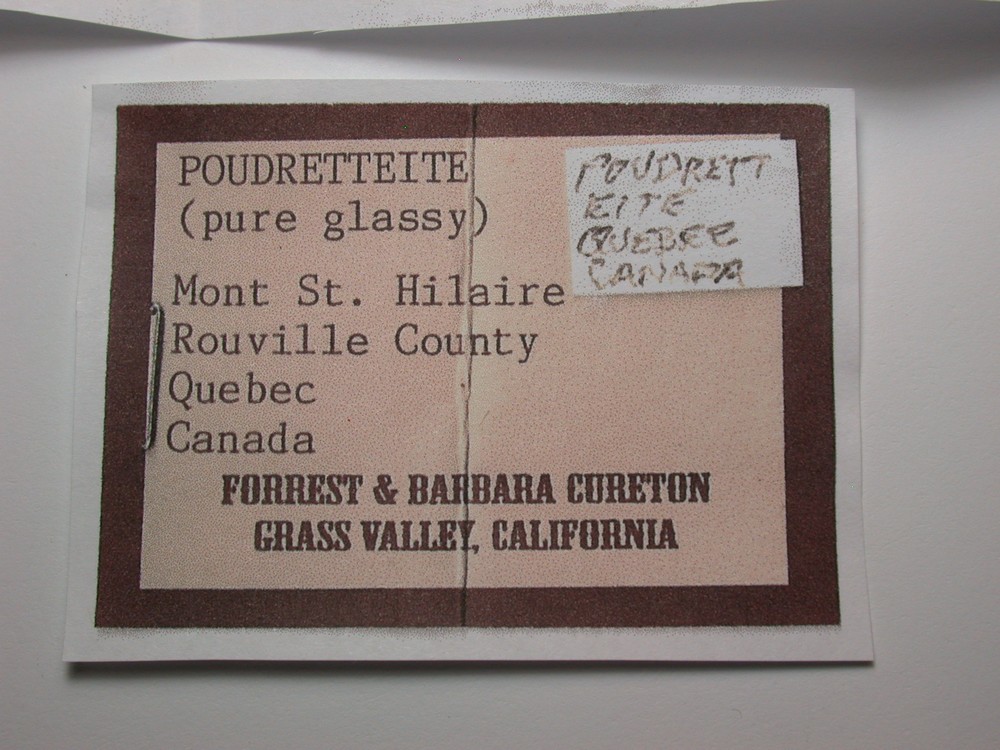 POUDRETTEITE
(pure glassy)
Mont St. Hilaire
Rouville County
Quebec
Canada
FORREST & BARBARA CURETON
GRASS VALLEY, CALIFORNIA
POUDRETT
EITE
QUEBEC
CANADA